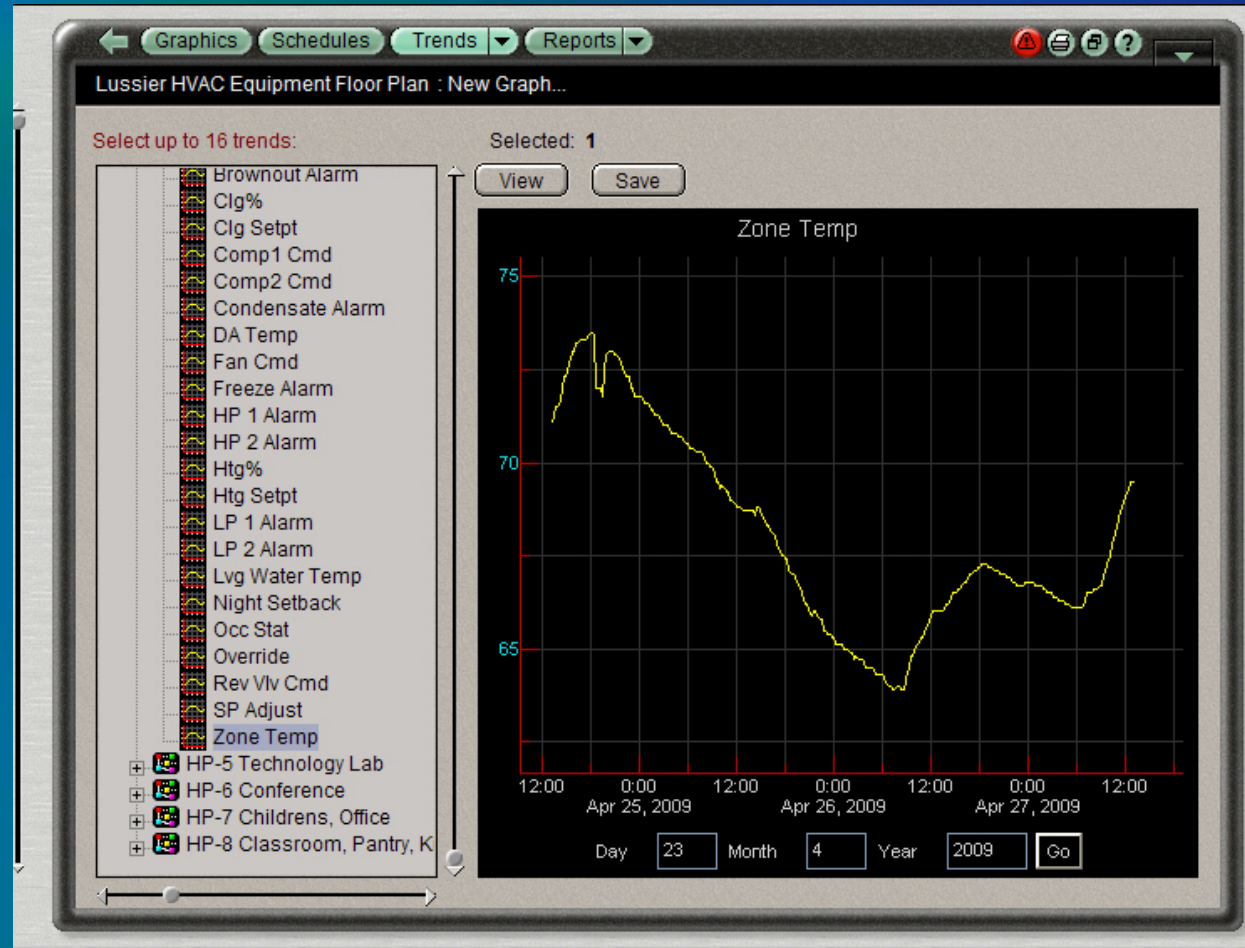 Graphics Schedules Trends Reports
Lussier HVAC Equipment Floor Plan : New Graph...
Select up to 16 trends:
Brownout Alarm
Clg%
Clg Setpt
Comp1 Cmd
Comp2 Cmd
Condensate Alarm
DA Temp
Fan Cmd
Freeze Alarm
HP 1 Alarm
HP 2 Alarm
Htg%
Htg Setpt
LP 1 Alarm
LP 2 Alarm
Lvg Water Temp
Night Setback
Occ Stat
Override
Rev Vlv Cmd
SP Adjust
Zone Temp
HP-5 Technology Lab
HP-6 Conference
HP-7 Childrens, Office
HP-8 Classroom, Pantry, K
Selected: 1
View Save
Zone Temp
75
70
65
12:00 0:00 12:00 0:00 12:00 0:00 12:00
Apr 25, 2009 Apr 26, 2009 Apr 27, 2009
Day 23 Month 4 Year 2009 Go